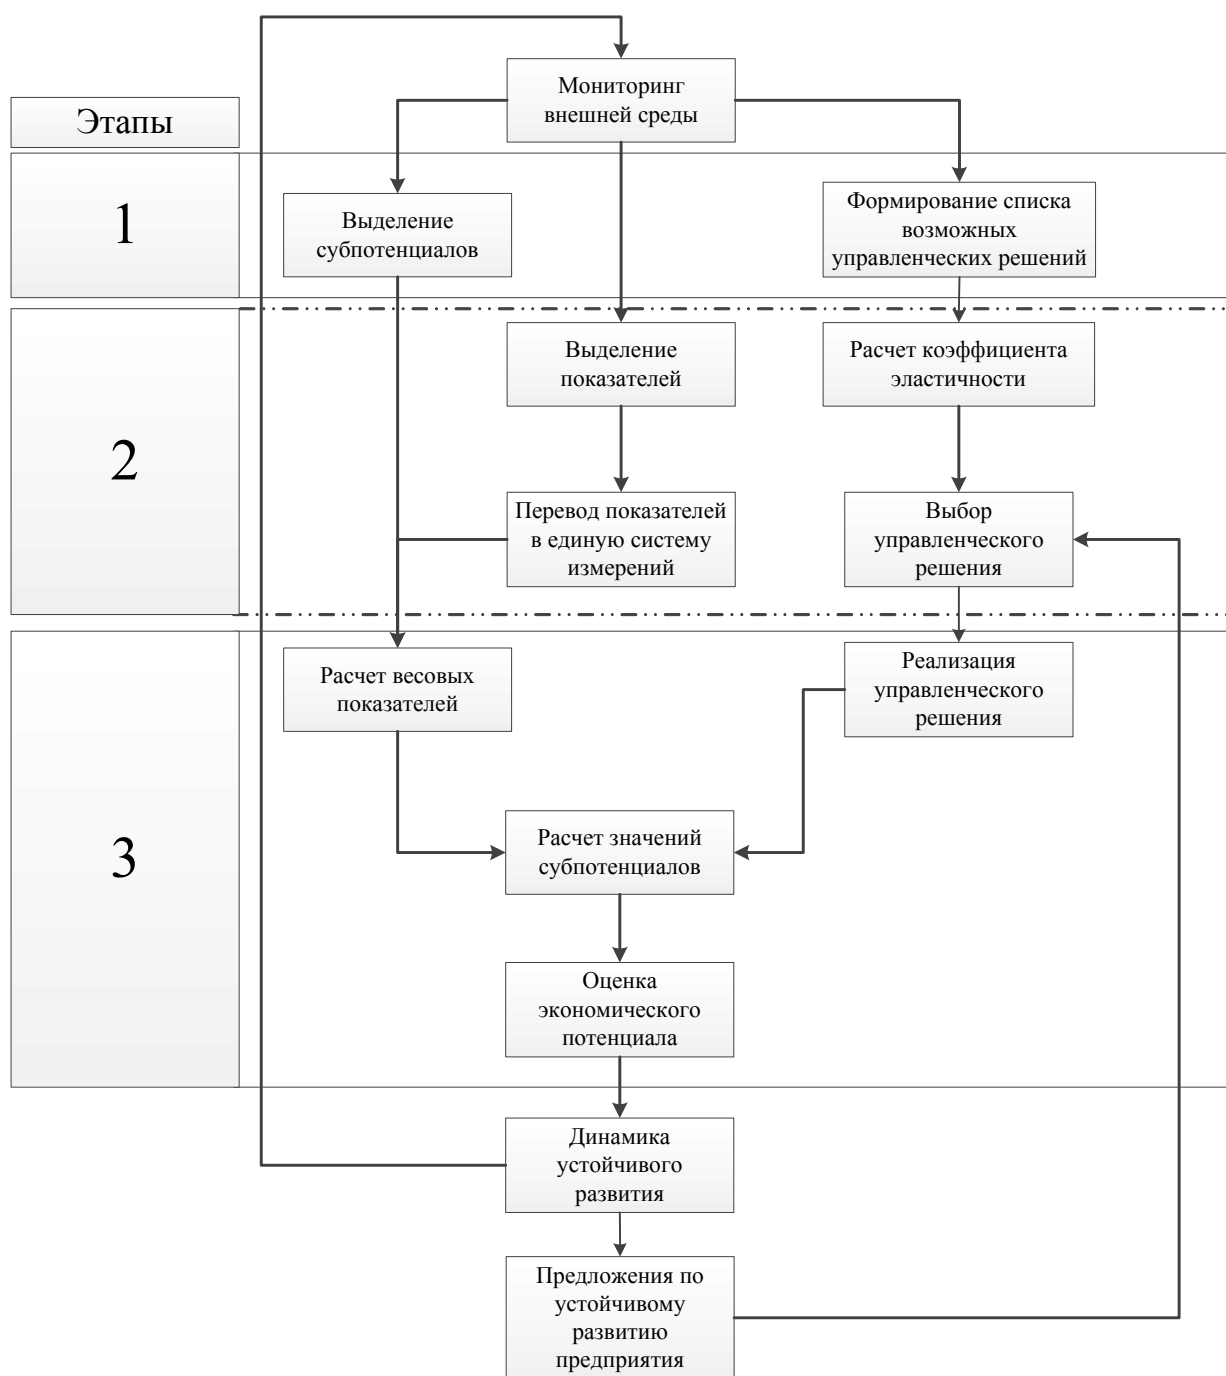 Мониторинг
внешней среды
Этапы
1
Выделение
субпотенциалов
Формирование списка
возможных
управленческих решений
2
Выделение
показателей
Расчет коэффициента
эластичности
Перевод показателей
в единую систему
измерений
Выбор
управленческого
решения
3
Расчет весовых
показателей
Реализация
управленческого
решения
Расчет значений
субпотенциалов
Оценка
экономического
потенциала
Динамика
устойчивого
развития
Предложения по
устойчивому
развитию
предприятия